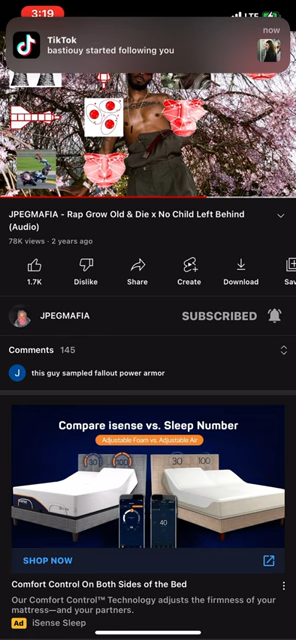 3:19
LTE
TikTok
now
bastiouy started following you
JPEGMAFIA - Rap Grow Old & Die x No Child Left Behind
(Audio)
78K views · 2 years ago
1.7K
Dislike
Share
Create
Download
Sav
JPEGMAFIA
SUBSCRIBED
Comments 145
J
this guy sampled fallout power armor
Compare isense vs. Sleep Number
Adjustable Foam vs. Adjustable Air
30 100
30 100
40
SHOP NOW
Comfort Control On Both Sides of the Bed
Our Comfort Control™ Technology adjusts the firmness of your
mattress—and your partners.
Ad iSense Sleep